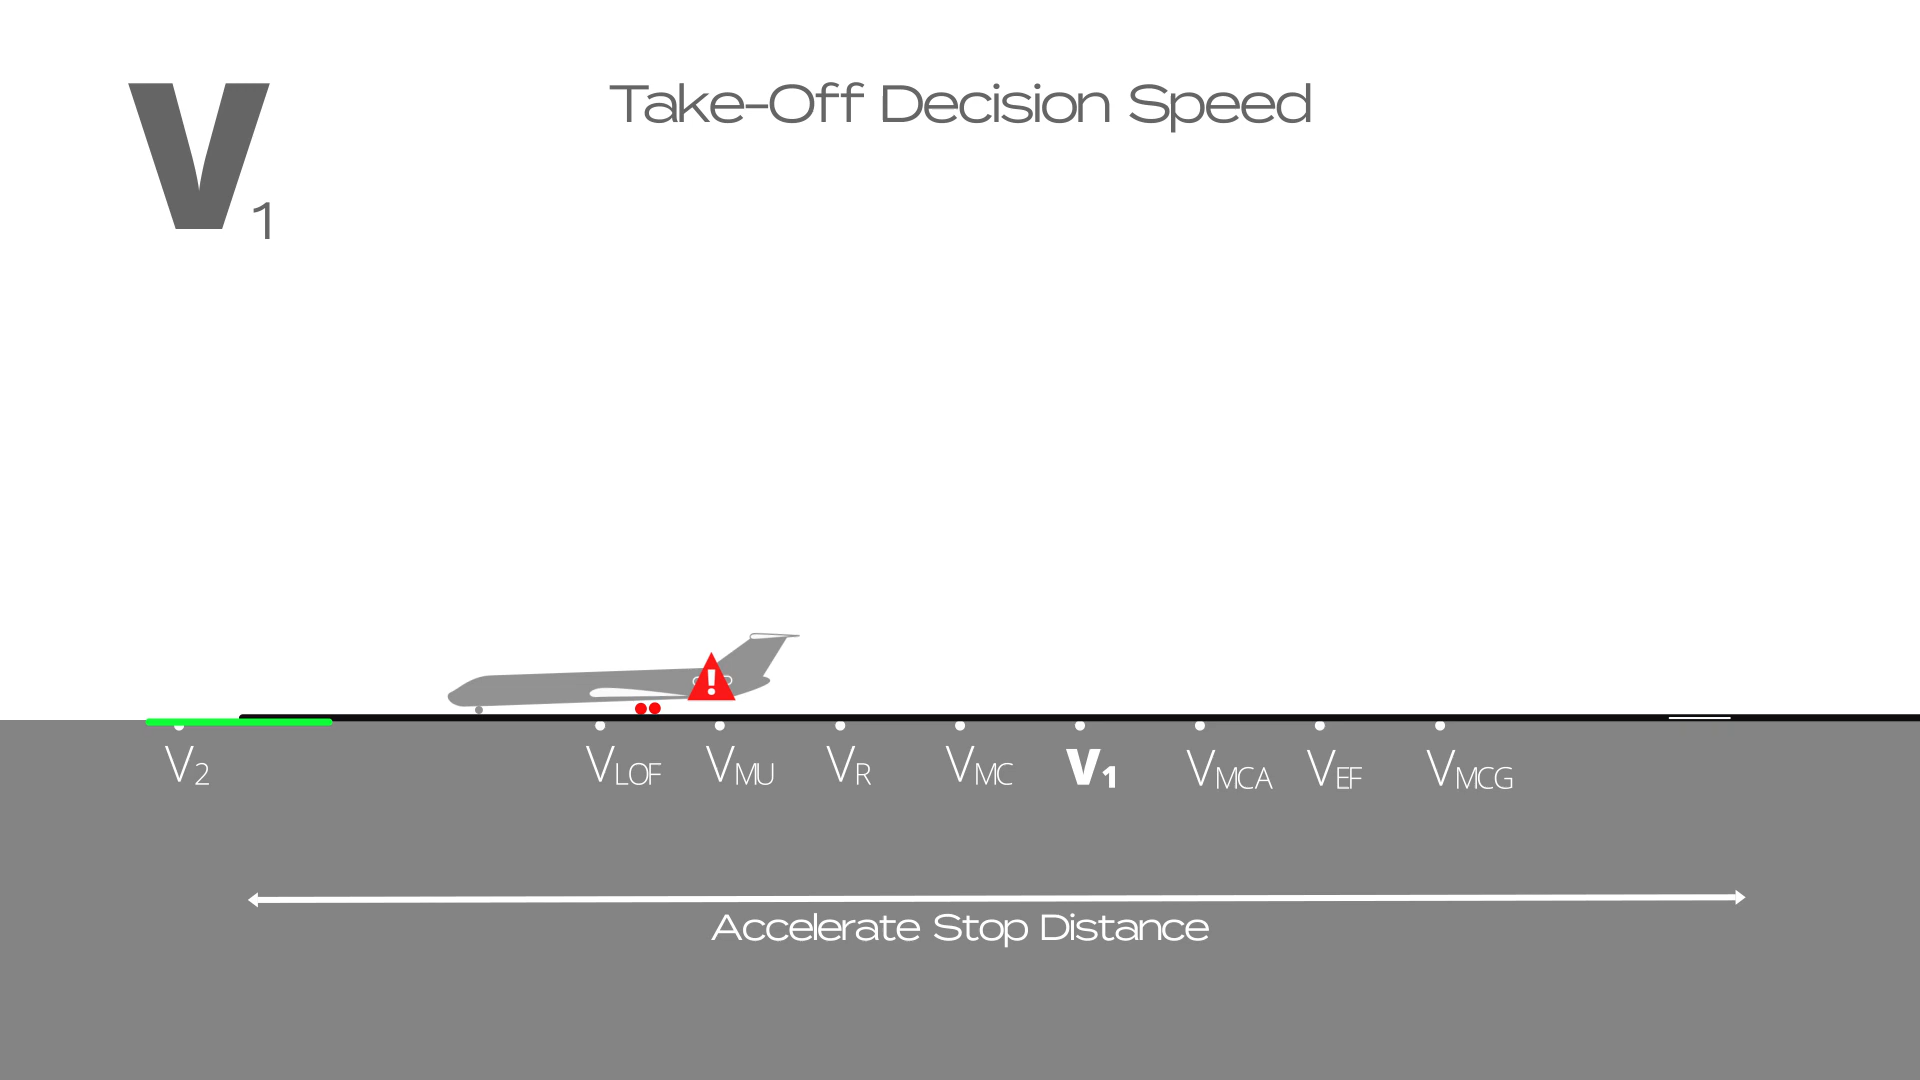 V1
Take-Off Decision Speed
!
V2 VLOF VMU VR VMC V1 VMCA VEF VMCG
Accelerate Stop Distance